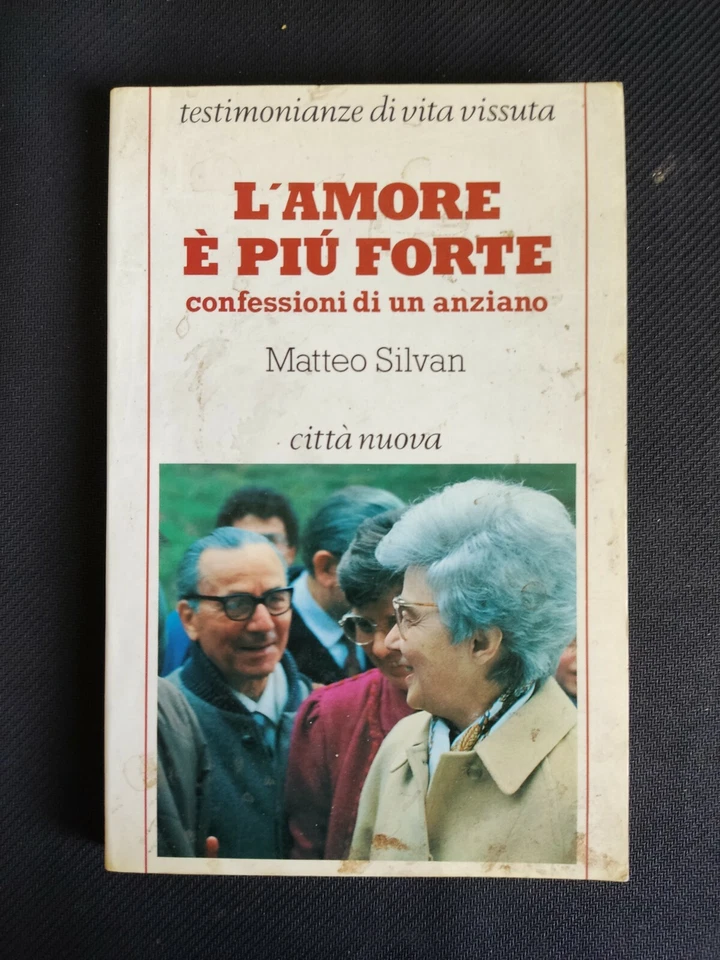 testimonianze di vita vissuta
L´AMORE
È PIÚ FORTE
confessioni di un anziano
Matteo Silvan
città nuova